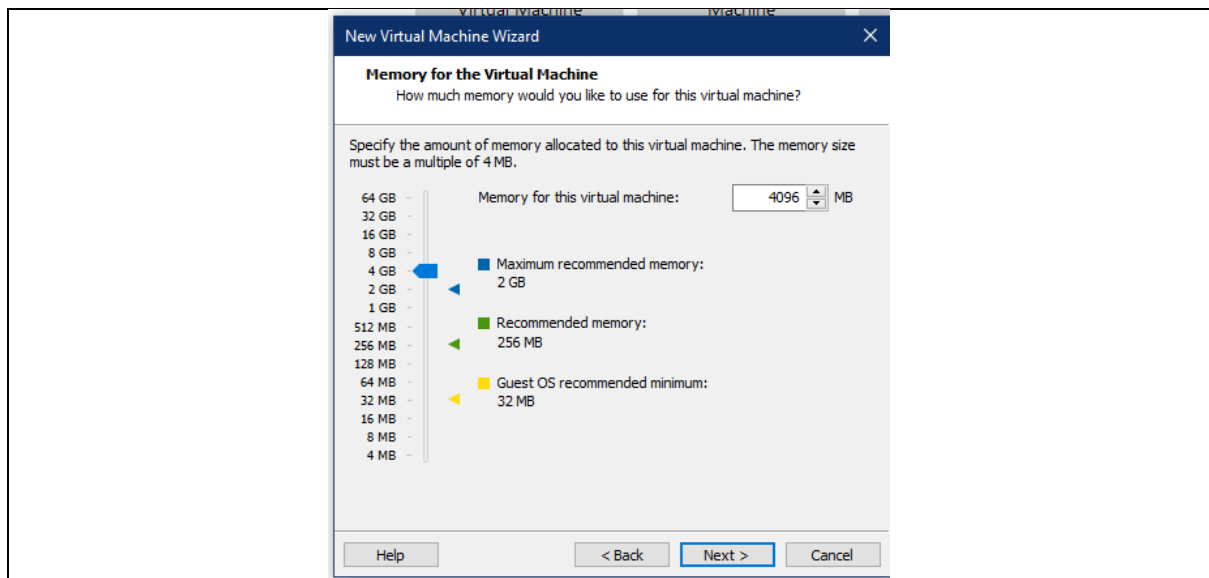 Virtual Machine Machine
New Virtual Machine Wizard
Memory for the Virtual Machine
How much memory would you like to use for this virtual machine?
Specify the amount of memory allocated to this virtual machine. The memory size
must be a multiple of 4 MB.
64 GB Memory for this virtual machine: 4096 MB
32 GB
16 GB
8 GB
4 GB Maximum recommended memory:
2 GB 2 GB
1 GB
512 MB Recommended memory:
256 MB 256 MB
128 MB
64 MB Guest OS recommended minimum:
32 MB 32 MB
16 MB
8 MB
4 MB
Help < Back Next > Cancel